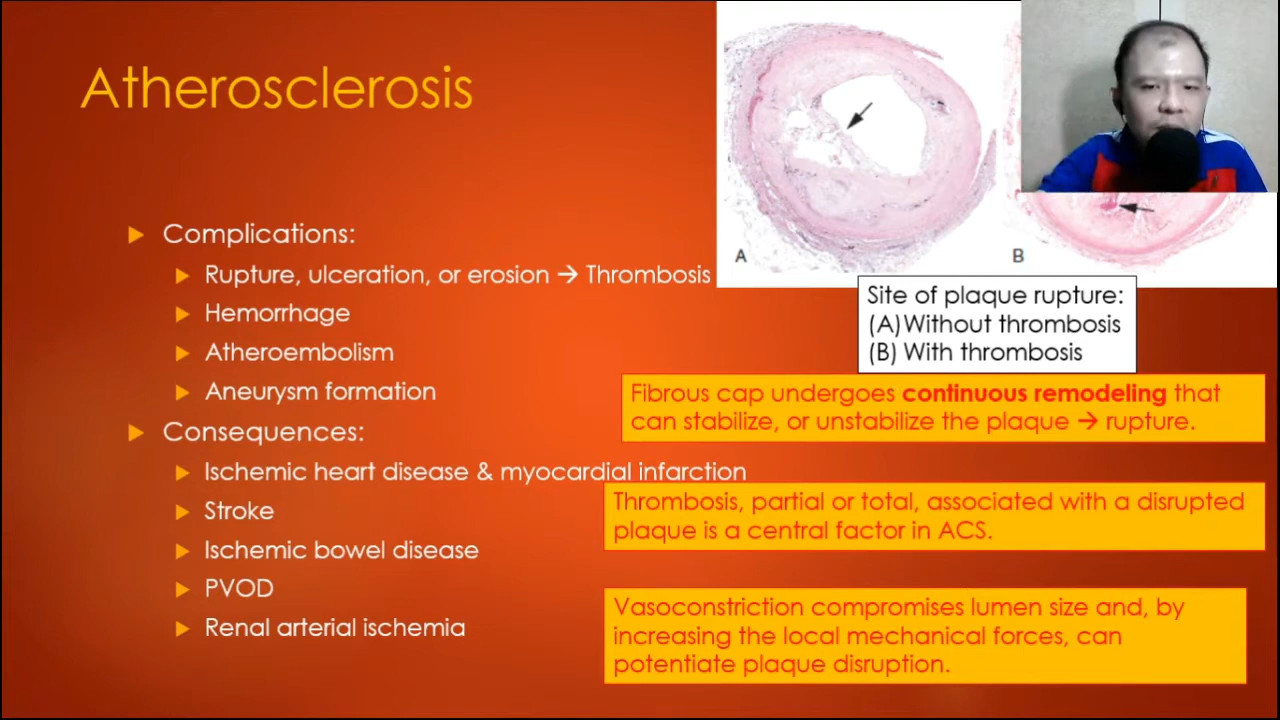 Atherosclerosis
Complications:
Rupture, ulceration, or erosion → Thrombosis
Hemorrhage
Atheroembolism
Aneurysm formation
Consequences:
Ischemic heart disease & myocardial infarction
Stroke
Ischemic bowel disease
PVOD
Renal arterial ischemia
A
B
Site of plaque rupture:
(A)Without thrombosis
(B) With thrombosis
Fibrous cap undergoes continuous remodeling that
can stabilize, or unstabilize the plaque → rupture.
Thrombosis, partial or total, associated with a disrupted
plaque is a central factor in ACS.
Vasoconstriction compromises lumen size and, by
increasing the local mechanical forces, can
potentiate plaque disruption.